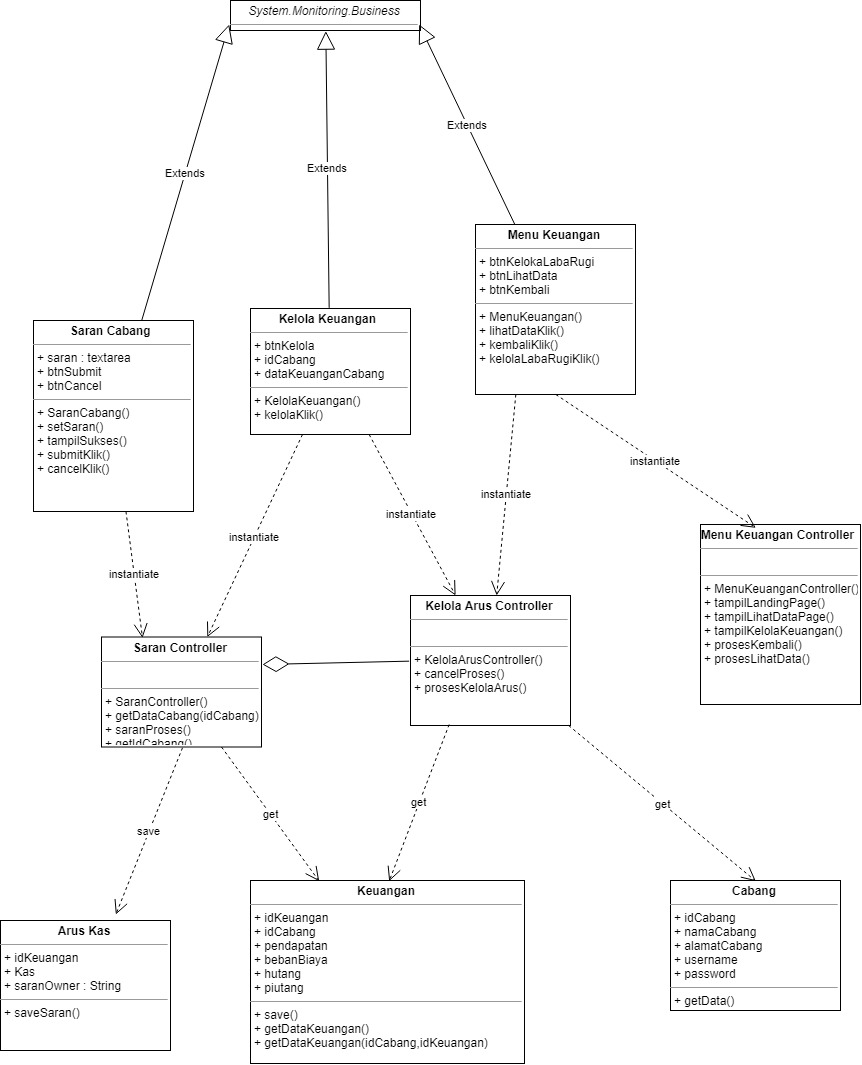 System.Monitoring.Business
Extends
Extends
Extends
Menu Keuangan
+ btnKelokaLabaRugi
+ btnLihatData
+ btnKembali
+ MenuKeuangan()
+ lihatDataKlik()
+ kembaliKlik()
+ kelolaLabaRugiKlik()
Kelola Keuangan
+ btnKelola
+ idCabang
+ dataKeuanganCabang
+ KelolaKeuangan()
+ kelolaKlik()
Saran Cabang
+ saran : textarea
+ btnSubmit
+ btnCancel
+ SaranCabang()
+ setSaran()
+ tampilSukses()
+ submitKlik()
+ cancelKlik()
instantiate
instantiate
instantiate
instantiate
instantiate
Menu Keuangan Controller
+ MenuKeuanganController()
+ tampilLandingPage()
+ tampilLihatDataPage()
+ tampilKelolaKeuangan()
+ prosesKembali()
+ prosesLihatData()
Kelola Arus Controller
+ KelolaArusController()
+ cancelProses()
+ prosesKelolaArus()
Saran Controller
+ SaranController()
+ getDataCabang(idCabang)
+ saranProses()
+ getIdCabang()
save
get
get
get
Arus Kas
+ idKeuangan
+ Kas
+ saranOwner : String
+ saveSaran()
Keuangan
+ idKeuangan
+ idCabang
+ pendapatan
+ bebanBiaya
+ hutang
+ piutang
+ save()
+ getDataKeuangan()
+ getDataKeuangan(idCabang,idKeuangan)
Cabang
+ idCabang
+ namaCabang
+ alamatCabang
+ username
+ password
+ getData()